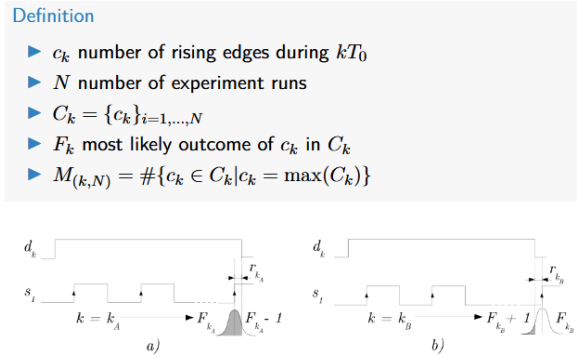 Definition
▶ c_k number of rising edges during kT_0
▶ N number of experiment runs
▶ C_k = {c_k}_{i=1,...,N}
▶ F_k most likely outcome of c_k in C_k
▶ M_{(k,N)} = #{c_k ∈ C_k|c_k = max(C_k)}
d_k d_k
r_{k_A} r_{k_B}
s_1 s_1
k = k_A F_{k_A} F_{k_A} - 1 k = k_B F_{k_B} + 1 F_{k_B}
a) b)